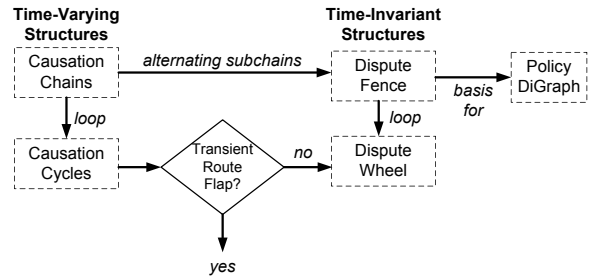 Time-Varying
Structures
Time-Invariant
Structures
Causation
Chains
alternating subchains
Dispute
Fence
basis
for
Policy
DiGraph
loop
loop
Causation
Cycles
Transient
Route
Flap?
no
Dispute
Wheel
yes